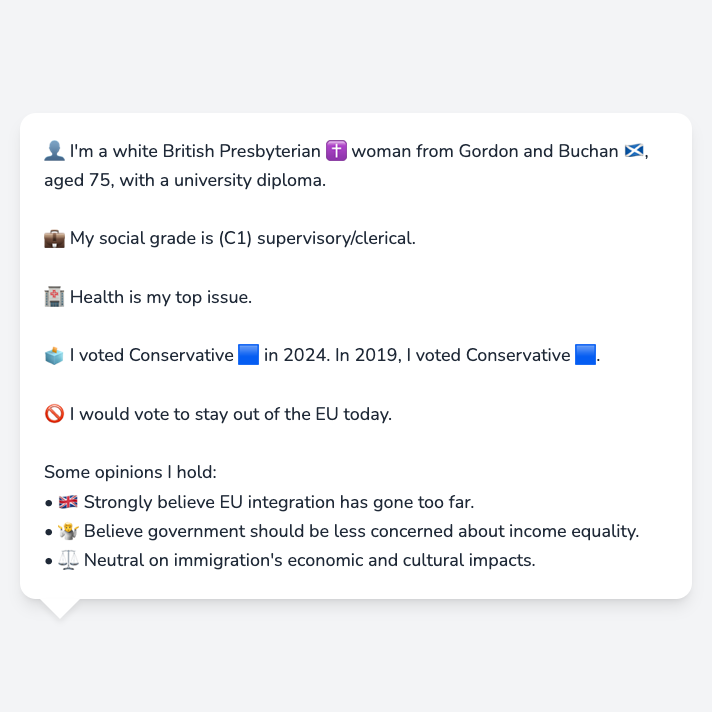 👤 I'm a white British Presbyterian ✝️ woman from Gordon and Buchan 🏴󠁧󠁢󠁳󠁣󠁴󠁿,
aged 75, with a university diploma.
💼 My social grade is (C1) supervisory/clerical.
🏥 Health is my top issue.
🗳️ I voted Conservative 🟦 in 2024. In 2019, I voted Conservative 🟦.
🚫 I would vote to stay out of the EU today.
Some opinions I hold:
• 🇬🇧 Strongly believe EU integration has gone too far.
• 🤷 Believe government should be less concerned about income equality.
• ⚖️ Neutral on immigration's economic and cultural impacts.